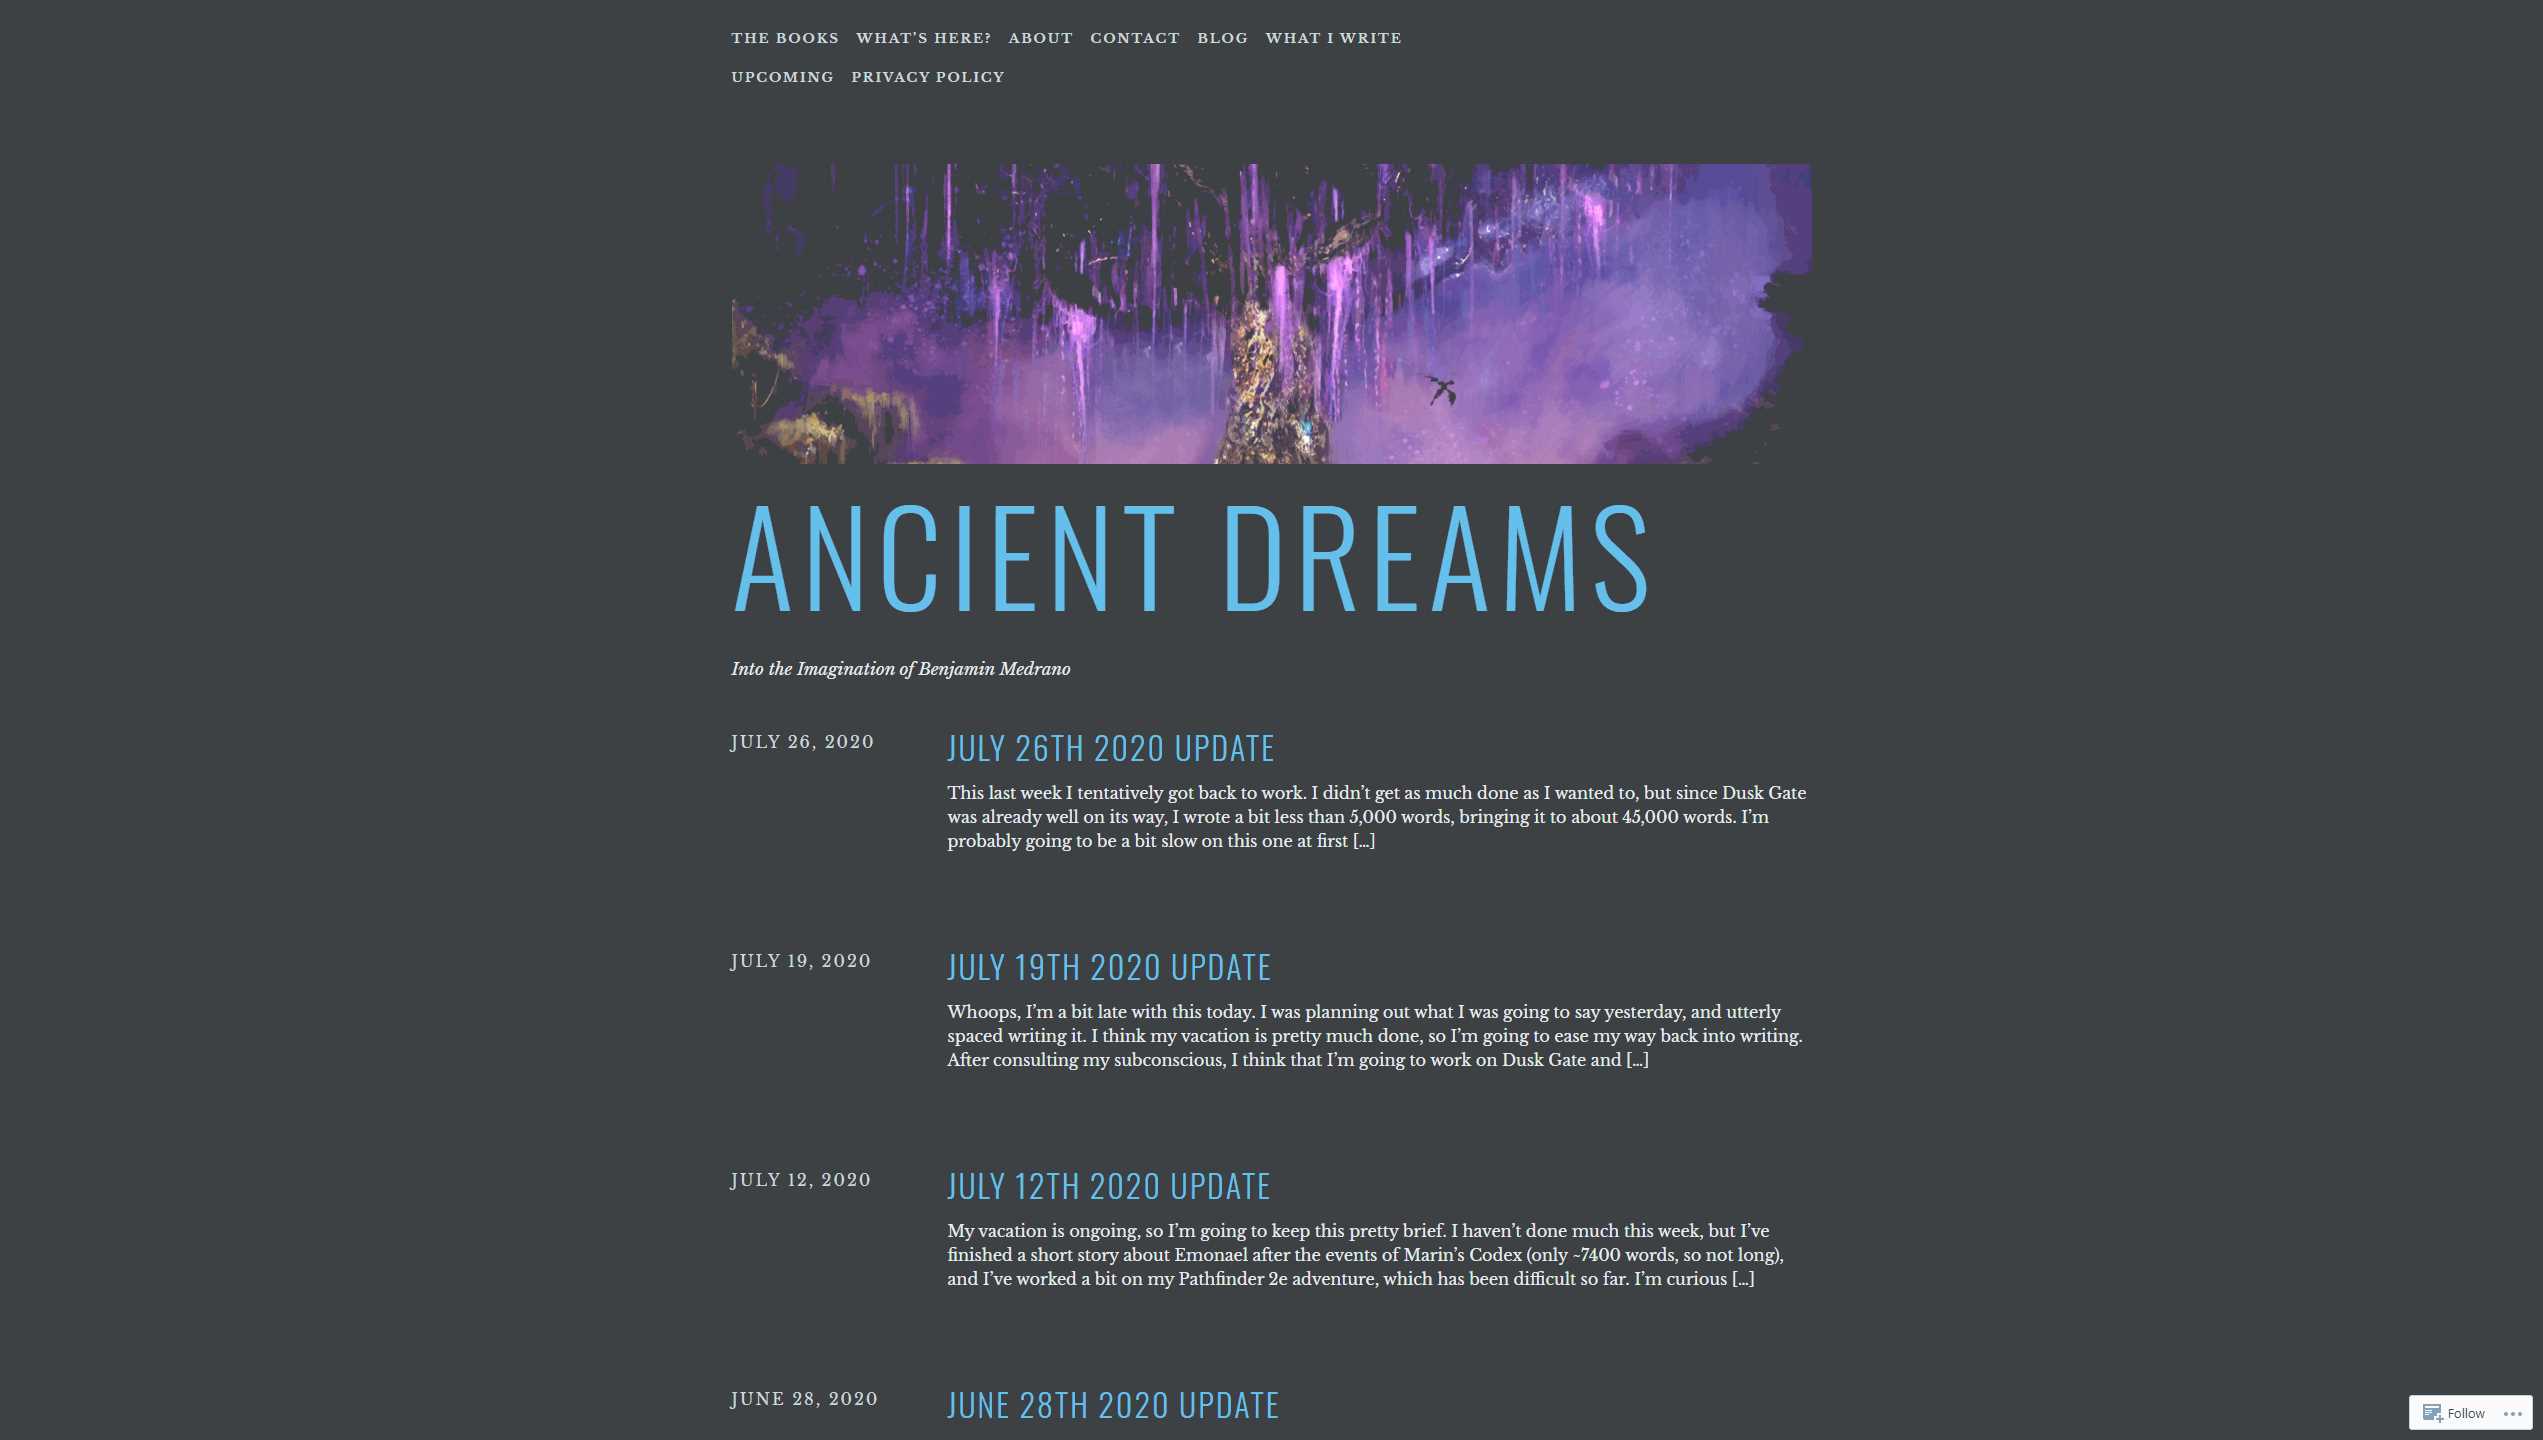 THE BOOKS WHAT'S HERE? ABOUT CONTACT BLOG WHAT I WRITE
UPCOMING PRIVACY POLICY
ANCIENT DREAMS
Into the Imagination of Benjamin Medrano
JULY 26, 2020
JULY 26TH 2020 UPDATE
This last week I tentatively got back to work. I didn’t get as much done as I wanted to, but since Dusk Gate
was already well on its way, I wrote a bit less than 5,000 words, bringing it to about 45,000 words. I’m
probably going to be a bit slow on this one at first [...]
JULY 19, 2020
JULY 19TH 2020 UPDATE
Whoops, I’m a bit late with this today. I was planning out what I was going to say yesterday, and utterly
spaced writing it. I think my vacation is pretty much done, so I’m going to ease my way back into writing.
After consulting my subconscious, I think that I’m going to work on Dusk Gate and [...]
JULY 12, 2020
JULY 12TH 2020 UPDATE
My vacation is ongoing, so I’m going to keep this pretty brief. I haven’t done much this week, but I’ve
finished a short story about Emonael after the events of Marin’s Codex (only ~7400 words, so not long),
and I’ve worked a bit on my Pathfinder 2e adventure, which has been difficult so far. I’m curious [...]
JUNE 28, 2020
JUNE 28TH 2020 UPDATE
Follow